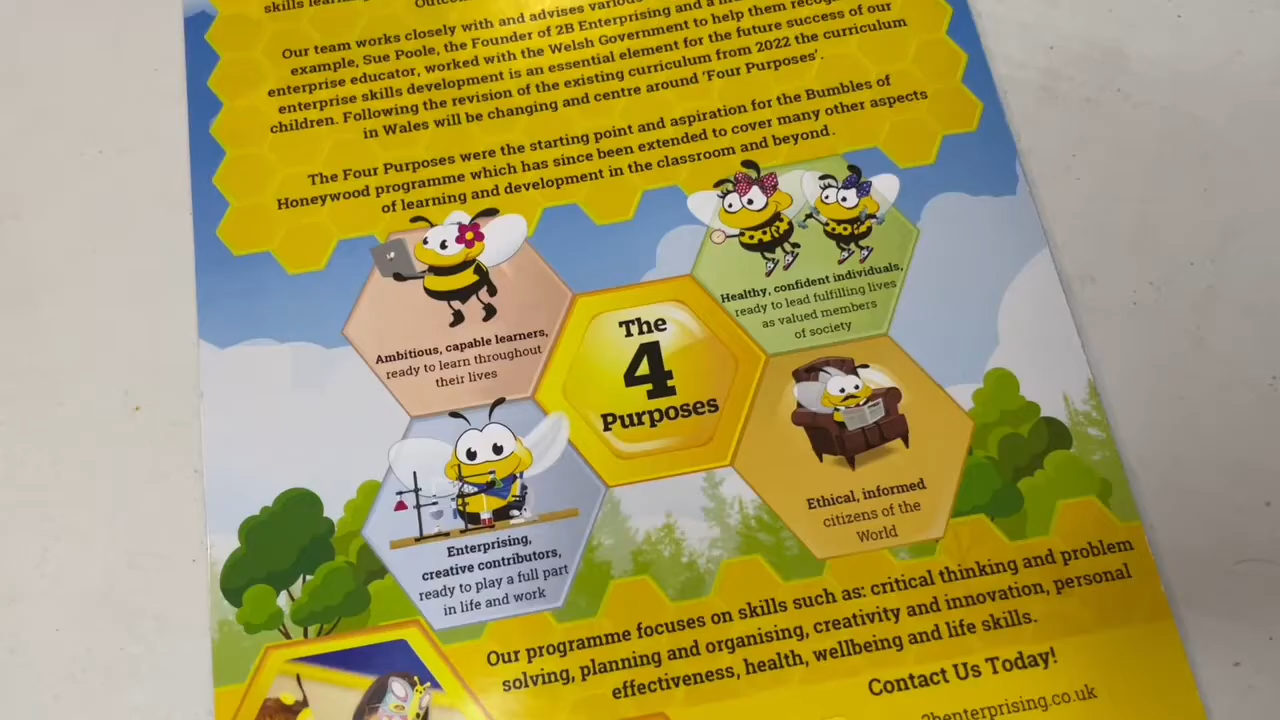 skills
Our team works closely with and advises various
example, Sue Poole, the Founder of 2B Enterprising and a
enterprise educator, worked with the Welsh Government to help them
enterprise skills development is an essential element for the future success of our
children. Following the revision of the existing curriculum from 2022 the curriculum
in Wales will be changing and centre around 'Four Purposes'.
The Four Purposes were the starting point and aspiration for the Bumbles of
Honeywood programme which has since been extended to cover many other aspects
of learning and development in the classroom and beyond.
Healthy, confident individuals,
ready to lead fulfilling lives
as valued members
of society
Ambitious, capable learners,
ready to learn throughout
their lives
The
4
Purposes
Ethical, informed
citizens of the
World
Enterprising,
creative contributors,
ready to play a full part
in life and work
Our programme focuses on skills such as: critical thinking and problem
solving, planning and organising, creativity and innovation, personal
effectiveness, health, wellbeing and life skills.
Contact Us Today!
2benterprising.co.uk